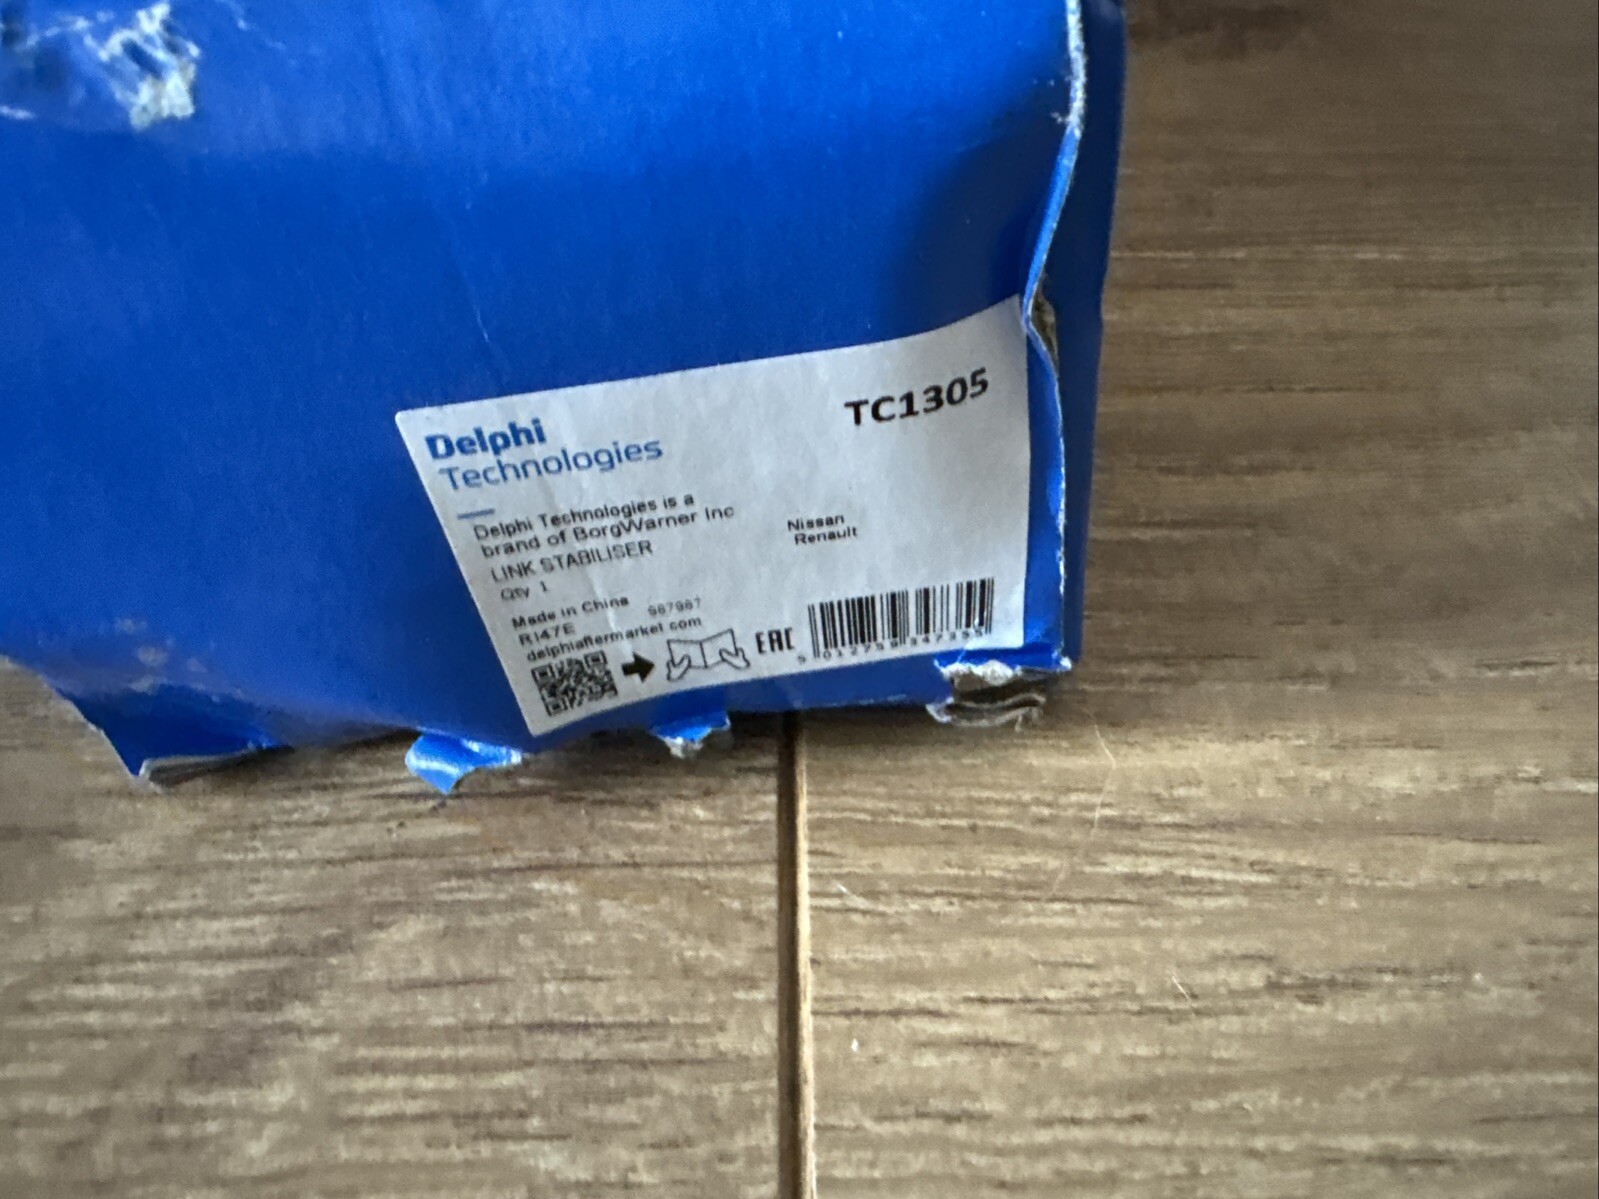 TC1305
Delphi
Technologies
Delphi Technologies is a
brand of BorgWarner Inc
LINK STABILISER
Qty 1
Nissan
Renault
Made in China 987987
R147E
delphiaftermarket.com
EAC